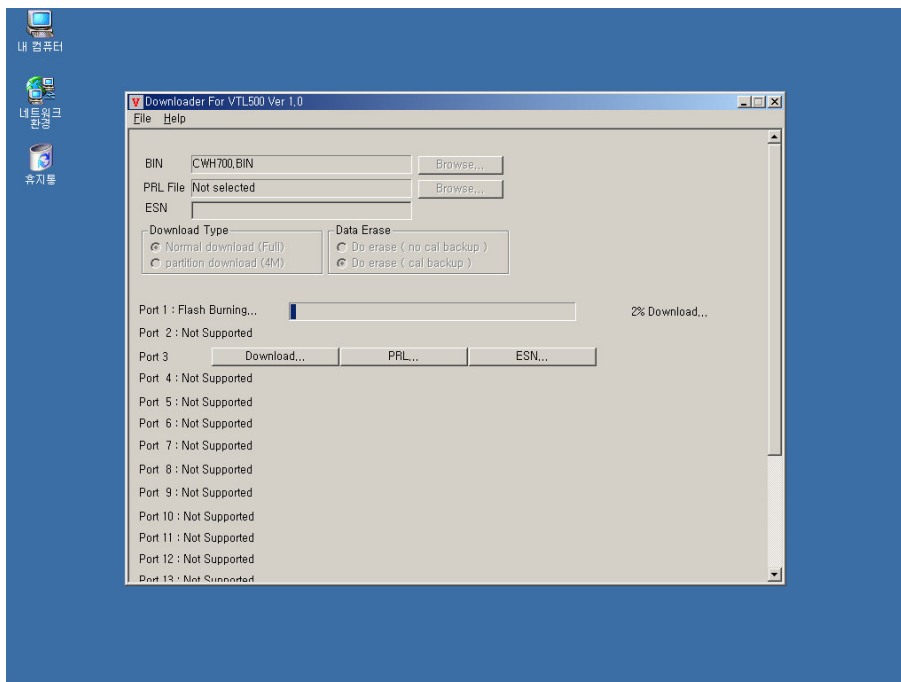 내 컴퓨터
네트워크
환경
휴지통
Downloader For VTL500 Ver 1,0
File Help
BIN CWH700,BIN Browse,,,
PRL File Not selected Browse,,,
ESN
Download Type
Normal download (Full)
partition download (4M)
Data Erase
Do erase ( no cal backup )
Do erase ( cal backup )
Port 1 : Flash Burning,,, 2% Download,,,
Port 2 : Not Supported
Port 3 Download,,, PRL,,, ESN,,,
Port 4 : Not Supported
Port 5 : Not Supported
Port 6 : Not Supported
Port 7 : Not Supported
Port 8 : Not Supported
Port 9 : Not Supported
Port 10 : Not Supported
Port 11 : Not Supported
Port 12 : Not Supported
Port 13 : Not Supported